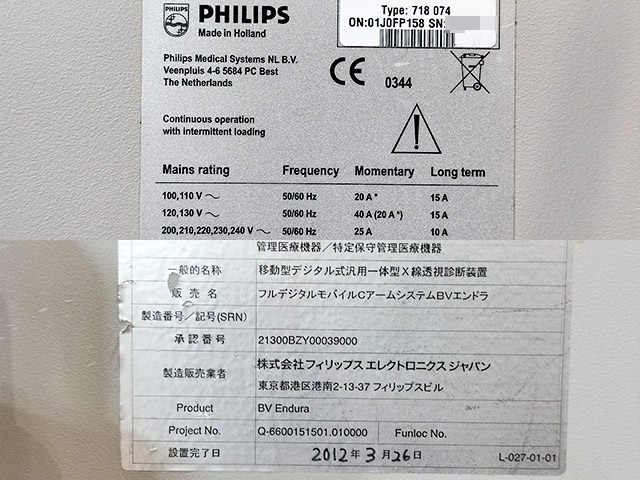 PHILIPS
Made in Holland
Type: 718 074
ON:01J0FP158 SN:
Philips Medical Systems NL B.V.
Veenpluis 4-6 5684 PC Best
The Netherlands
CE 0344
Continuous operation
with intermittent loading
Mains rating Frequency Momentary Long term
100,110 V 50/60 Hz 20 A * 15 A
120,130 V 50/60 Hz 40 A (20 A*) 15 A
200,210,220,230,240 V 50/60 Hz 25 A 10 A
管理医療機器/特定保守管理医療機器
一般的名称 移動型デジタル式汎用一体型X線透視診断装置
販売名 フルデジタルモバイルCアームシステムBVエンドラ
製造番号/記号(SRN)
承認番号 21300BZY00039000
製造販売業者 株式会社フィリップス エレクトロニクス ジャパン
東京都港区港南2-13-37 フィリップスビル
Product BV Endura
Project No. Q-6600151501.010000 Funloc No.
設置完了日 2012年 3月26日 L-027-01-01